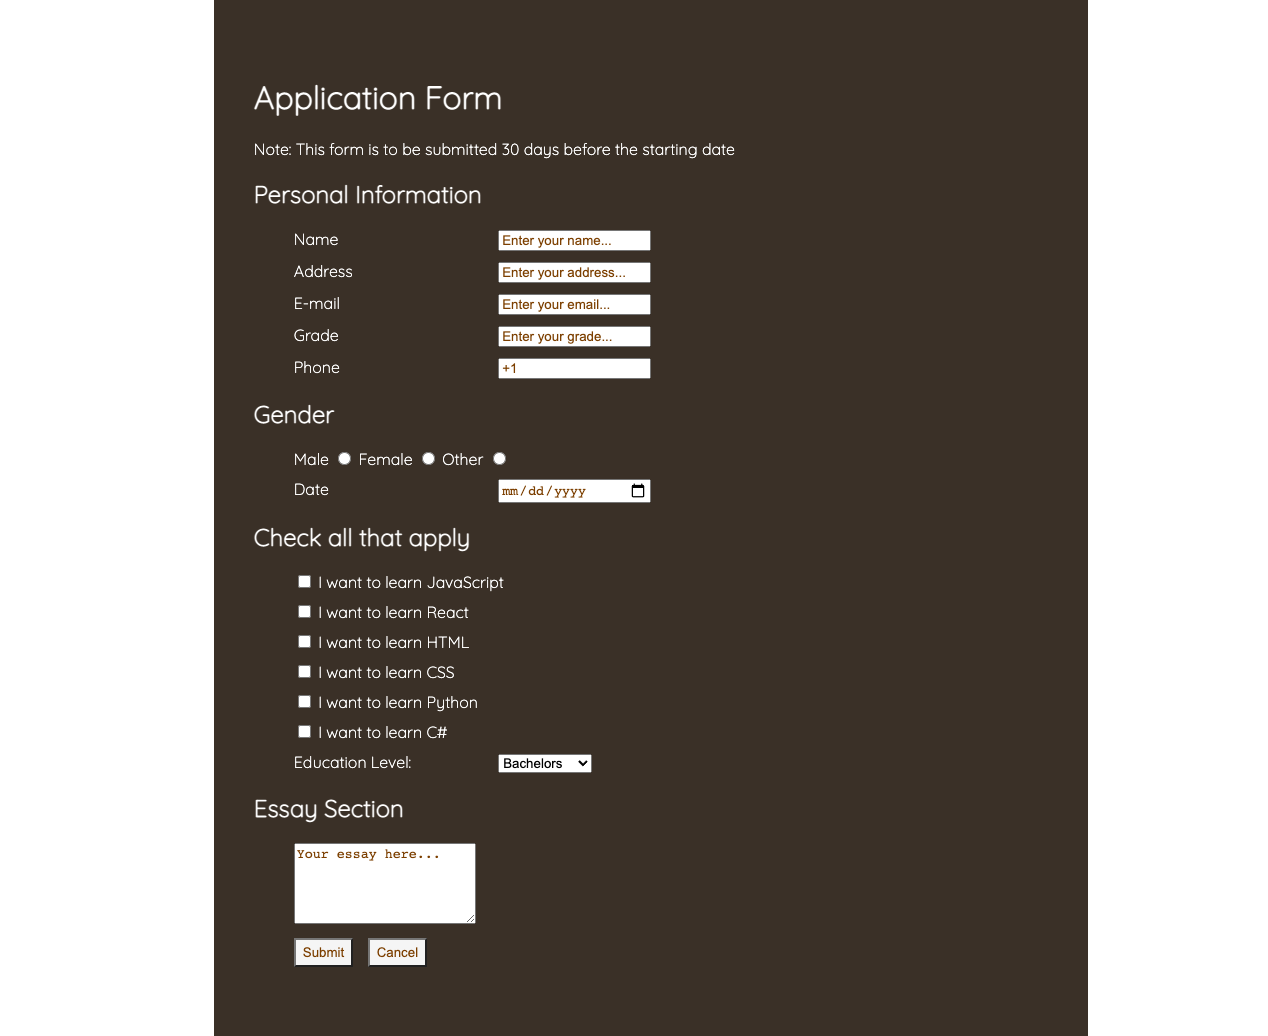 Application Form
Note: This form is to be submitted 30 days before the starting date
Personal Information
Name Enter your name...
Address Enter your address...
E-mail Enter your email...
Grade Enter your grade...
Phone +1
Gender
Male Female Other
Date mm/dd/yyyy
Check all that apply
I want to learn JavaScript
I want to learn React
I want to learn HTML
I want to learn CSS
I want to learn Python
I want to learn C#
Education Level: Bachelors
Essay Section
Your essay here...
Submit Cancel